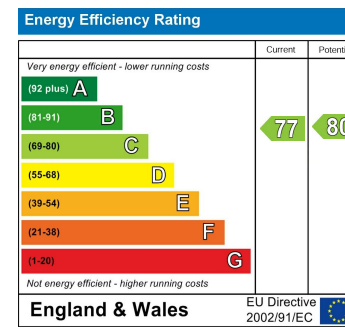 Energy Efficiency Rating
Current Potenti
Very energy efficient - lower running costs
(92 plus) A
(81-91) B
(69-80) C
(55-68) D
(39-54) E
(21-38) F
(1-20) G
77 80
Not energy efficient - higher running costs
England & Wales
EU Directive
2002/91/EC